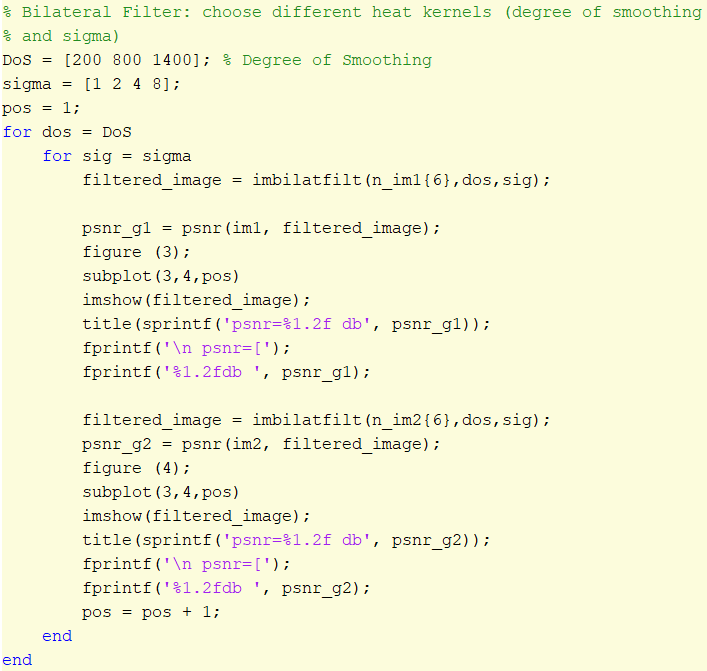 % Bilateral Filter: choose different heat kernels (degree of smoothing
% and sigma)
DoS = [200 800 1400]; % Degree of Smoothing
sigma = [1 2 4 8];
pos = 1;
for dos = DoS
    for sig = sigma
        filtered_image = imbilatfilt(n_im1{6},dos,sig);

        psnr_g1 = psnr(im1, filtered_image);
        figure (3);
        subplot(3,4,pos)
        imshow(filtered_image);
        title(sprintf('psnr=%1.2f db', psnr_g1));
        fprintf('\n psnr=[');
        fprintf('%1.2fdb ', psnr_g1);

        filtered_image = imbilatfilt(n_im2{6},dos,sig);
        psnr_g2 = psnr(im2, filtered_image);
        figure (4);
        subplot(3,4,pos)
        imshow(filtered_image);
        title(sprintf('psnr=%1.2f db', psnr_g2));
        fprintf('\n psnr=[');
        fprintf('%1.2fdb ', psnr_g2);
        pos = pos + 1;
    end
end